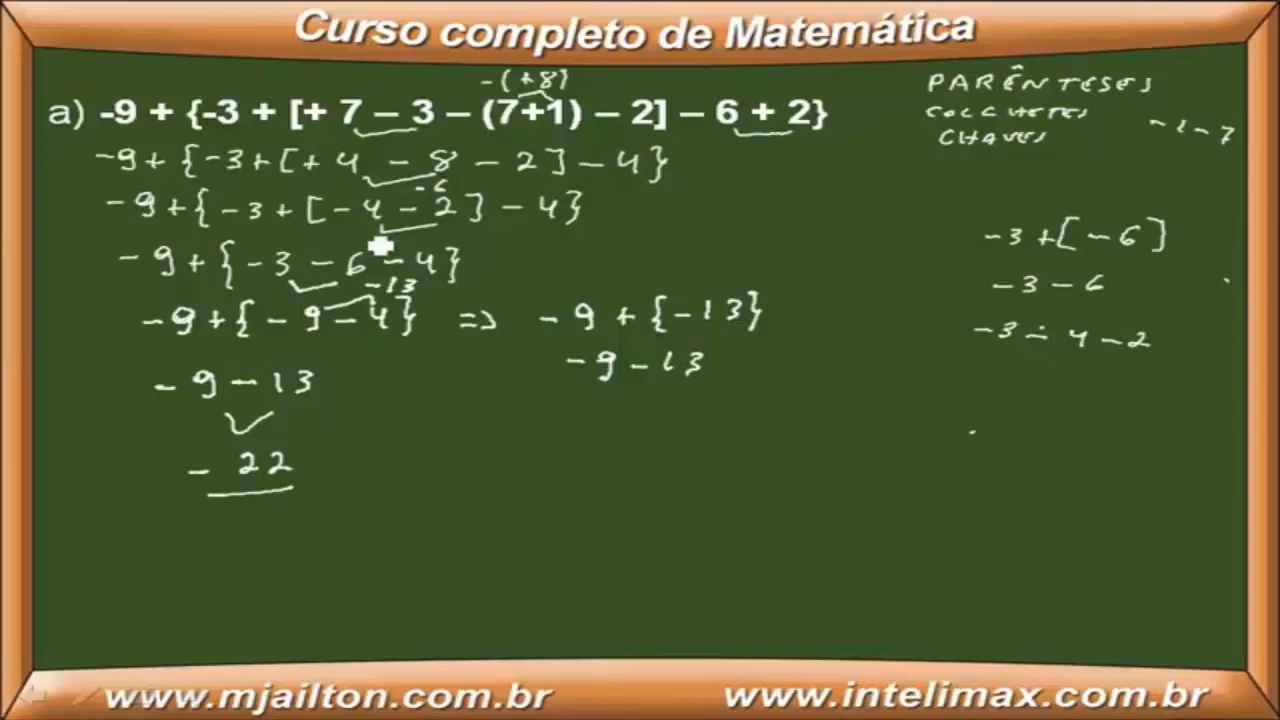 Curso completo de Matemática
-(+8)
a) -9 + {-3 + [+ 7 – 3 – (7+1) – 2] – 6 + 2}
-9+{-3+[+4 -8 -2]-4}
-6
-9+{-3+[-4-2]-4}
-9+{-3-6-4}
-13
-9+{-9-4} => -9+{-13}
-9-13
-9-13
-22
PARÊNTESES
COLCHETES
CHAVES
-3+[-6]
-3-6
-3-4-2
www.mjailton.com.br
www.intelimax.com.br